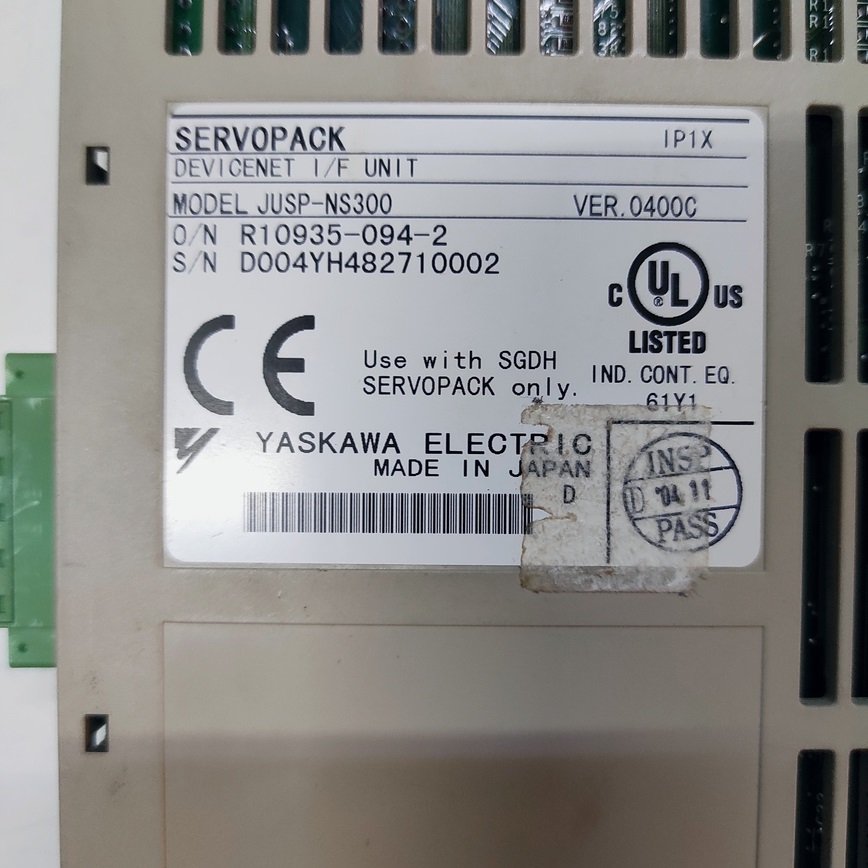 SERVOPACK IP1X
DEVICENET I/F UNIT
MODEL JUSP-NS300 VER.0400C
O/N R10935-094-2
S/N D004YH482710002
C UL US
®
LISTED
IND. CONT. EQ.
61Y1
CE
Use with SGDH
SERVOPACK only.
YASKAWA ELECTRIC
MADE IN JAPAN
D
INSP
D '04.11
PASS